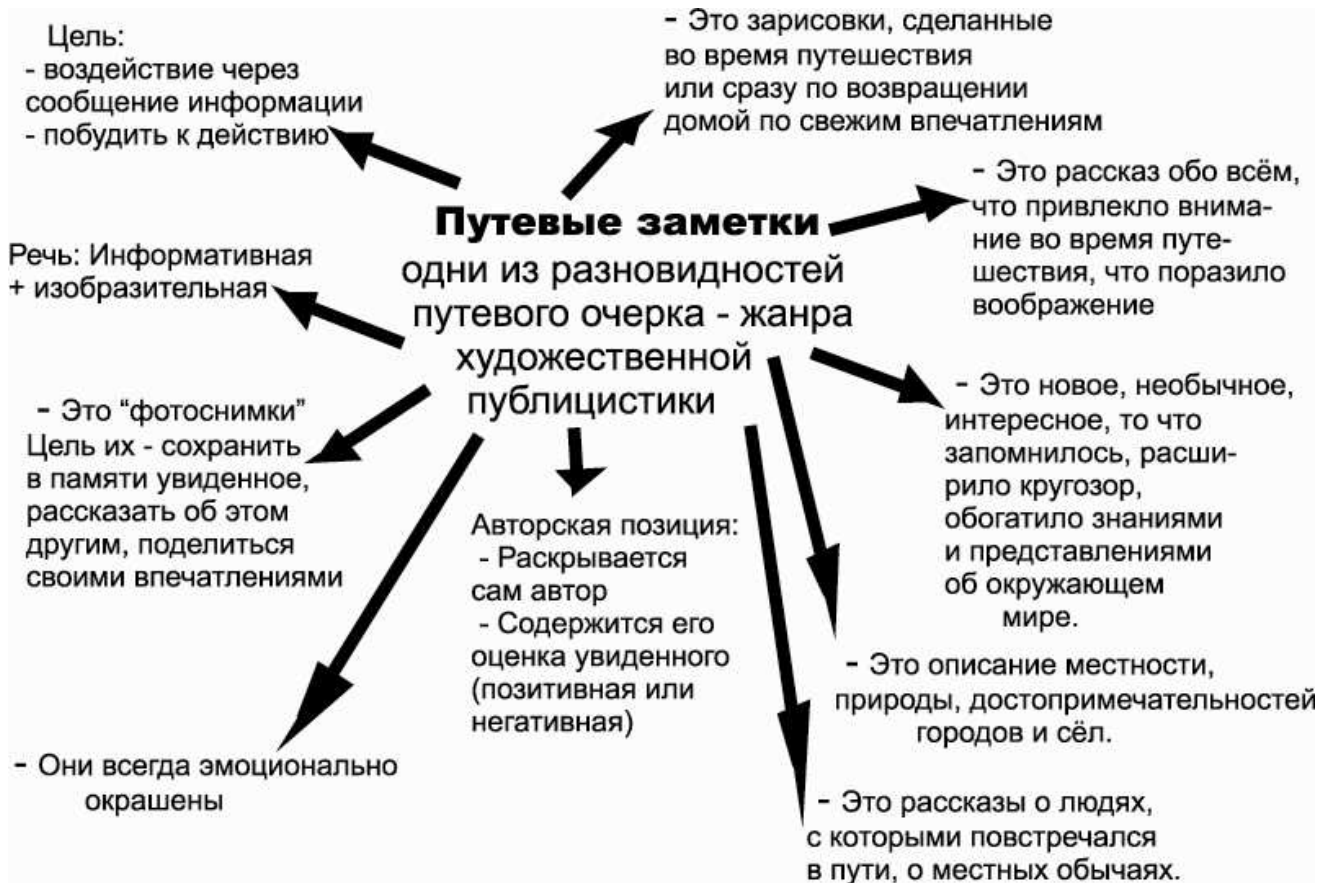 Цель:
- воздействие через
сообщение информации
- побудить к действию
- Это зарисовки, сделанные
во время путешествия
или сразу по возвращении
домой по свежим впечатлениям
- Это рассказ обо всём,
что привлекло внима-
ние во время путе-
шествия, что поразило
воображение
Путевые заметки
одни из разновидностей
путевого очерка - жанра
художественной
публицистики
Речь: Информативная
+ изобразительная
- Это “фотоснимки”
Цель их - сохранить
в памяти увиденное,
рассказать об этом
другим, поделиться
своими впечатлениями
- Это новое, необычное,
интересное, то что
запомнилось, расши-
рило кругозор,
обогатило знаниями
и представлениями
об окружающем
мире.
Авторская позиция:
- Раскрывается
сам автор
- Содержится его
оценка увиденного
(позитивная или
негативная)
- Это описание местности,
природы, достопримечательностей
городов и сёл.
- Они всегда эмоционально
окрашены
- Это рассказы о людях,
с которыми повстречался
в пути, о местных обычаях.